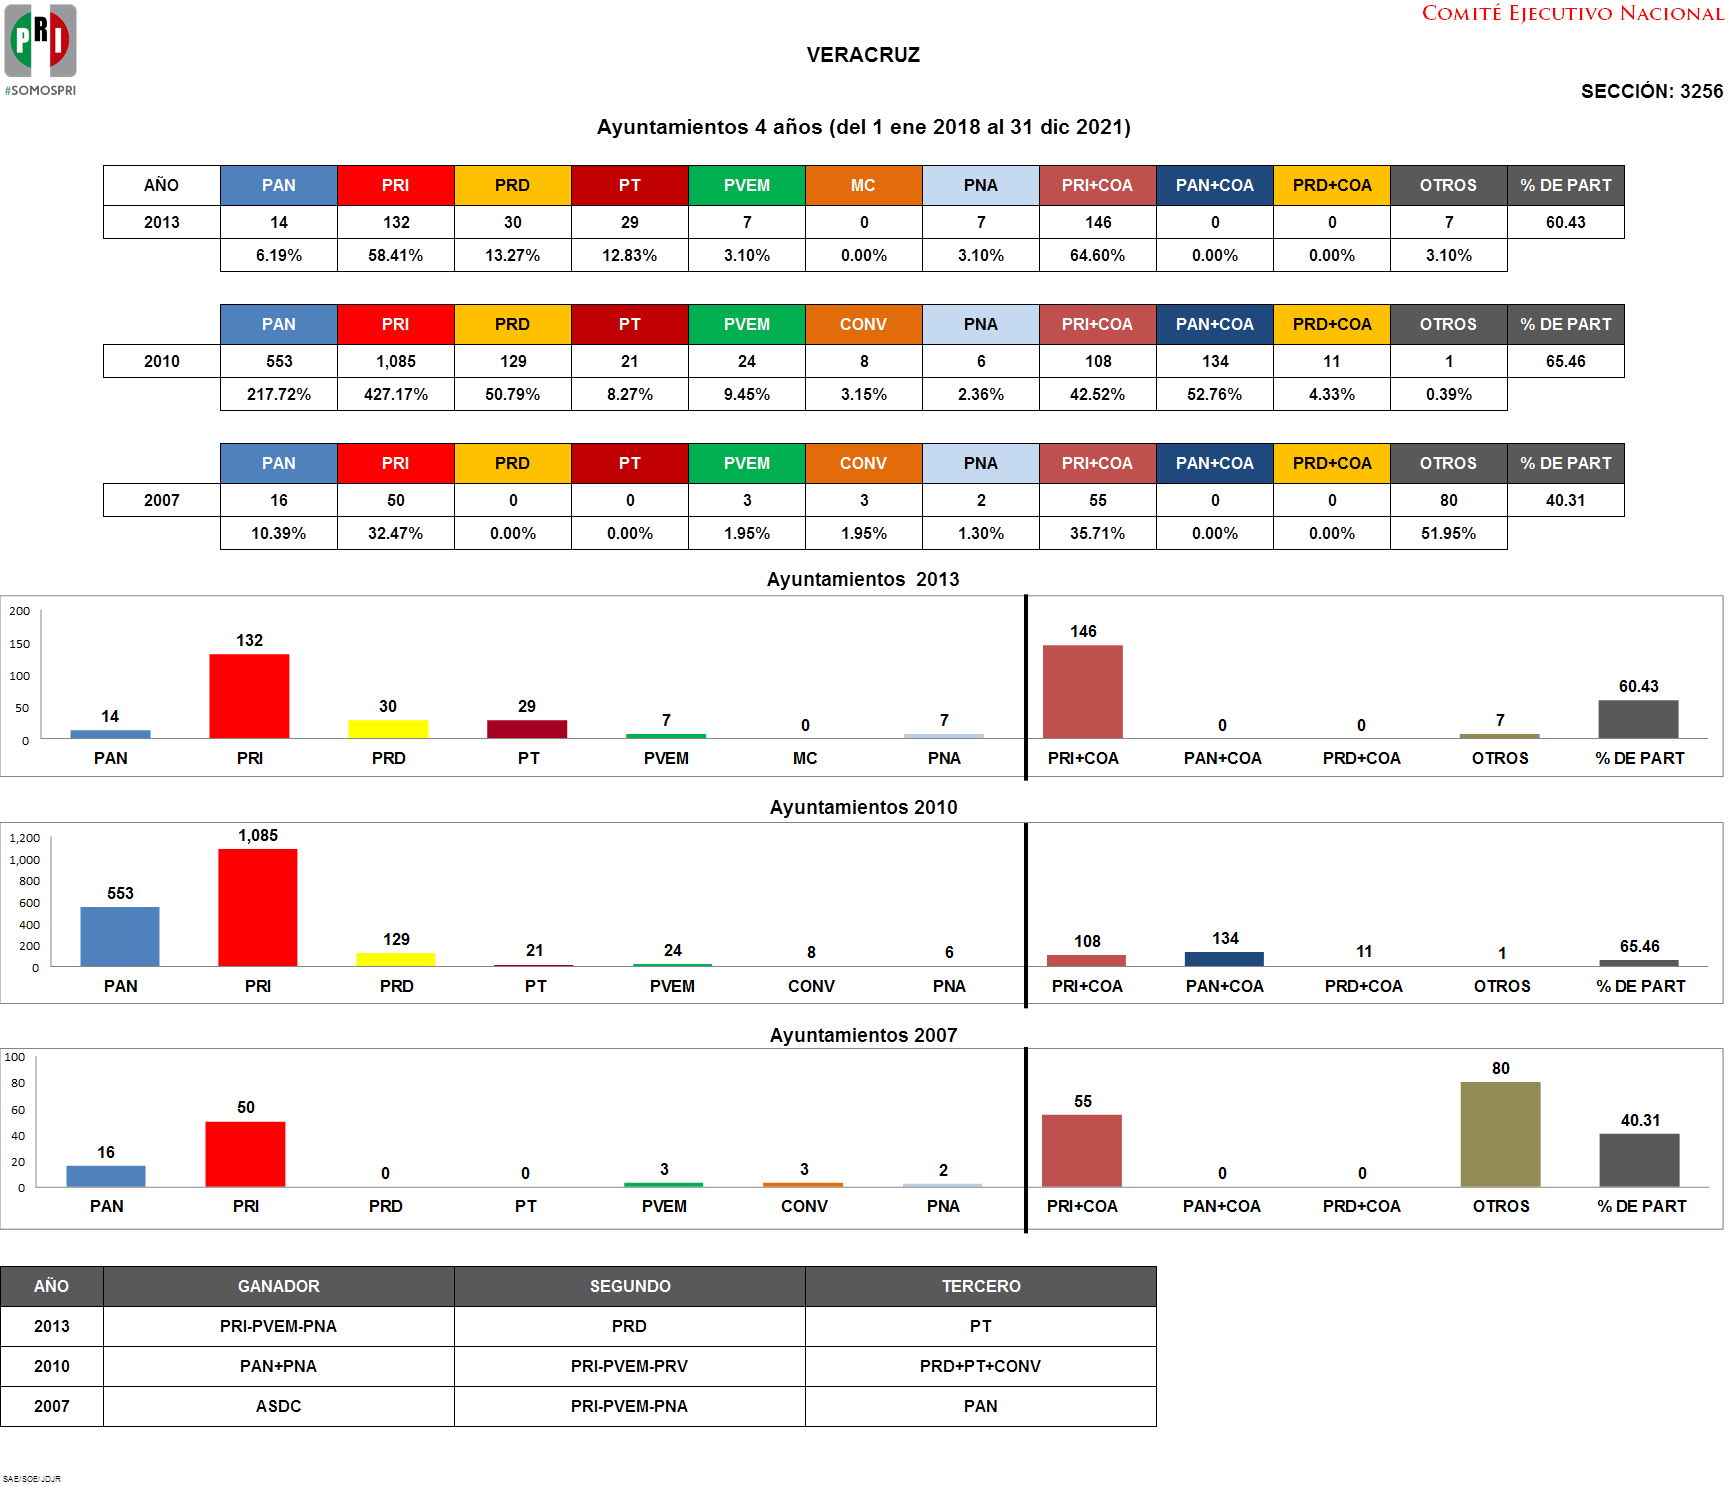 COMITÉ EJECUTIVO NACIONAL
PRI
#SOMOSPRI
VERACRUZ
SECCIÓN: 3256
Ayuntamientos 4 años (del 1 ene 2018 al 31 dic 2021)
AÑO PAN PRI PRD PT PVEM MC PNA PRI+COA PAN+COA PRD+COA OTROS % DE PART
2013 14 132 30 29 7 0 7 146 0 0 7 60.43
6.19% 58.41% 13.27% 12.83% 3.10% 0.00% 3.10% 64.60% 0.00% 0.00% 3.10%
PAN PRI PRD PT PVEM CONV PNA PRI+COA PAN+COA PRD+COA OTROS % DE PART
2010 553 1,085 129 21 24 8 6 108 134 11 1 65.46
217.72% 427.17% 50.79% 8.27% 9.45% 3.15% 2.36% 42.52% 52.76% 4.33% 0.39%
PAN PRI PRD PT PVEM CONV PNA PRI+COA PAN+COA PRD+COA OTROS % DE PART
2007 16 50 0 0 3 3 2 55 0 0 80 40.31
10.39% 32.47% 0.00% 0.00% 1.95% 1.95% 1.30% 35.71% 0.00% 0.00% 51.95%
Ayuntamientos 2013
200
150
100
50
0
14 132 30 29 7 0 7 146 0 0 7 60.43
PAN PRI PRD PT PVEM MC PNA PRI+COA PAN+COA PRD+COA OTROS % DE PART
Ayuntamientos 2010
1,200
1,000
800
600
400
200
0
553 1,085 129 21 24 8 6 108 134 11 1 65.46
PAN PRI PRD PT PVEM CONV PNA PRI+COA PAN+COA PRD+COA OTROS % DE PART
Ayuntamientos 2007
100
80
60
40
20
0
16 50 0 0 3 3 2 55 0 0 80 40.31
PAN PRI PRD PT PVEM CONV PNA PRI+COA PAN+COA PRD+COA OTROS % DE PART
AÑO GANADOR SEGUNDO TERCERO
2013 PRI-PVEM-PNA PRD PT
2010 PAN+PNA PRI-PVEM-PRV PRD+PT+CONV
2007 ASDC PRI-PVEM-PNA PAN
SAE/SOE/JDJR